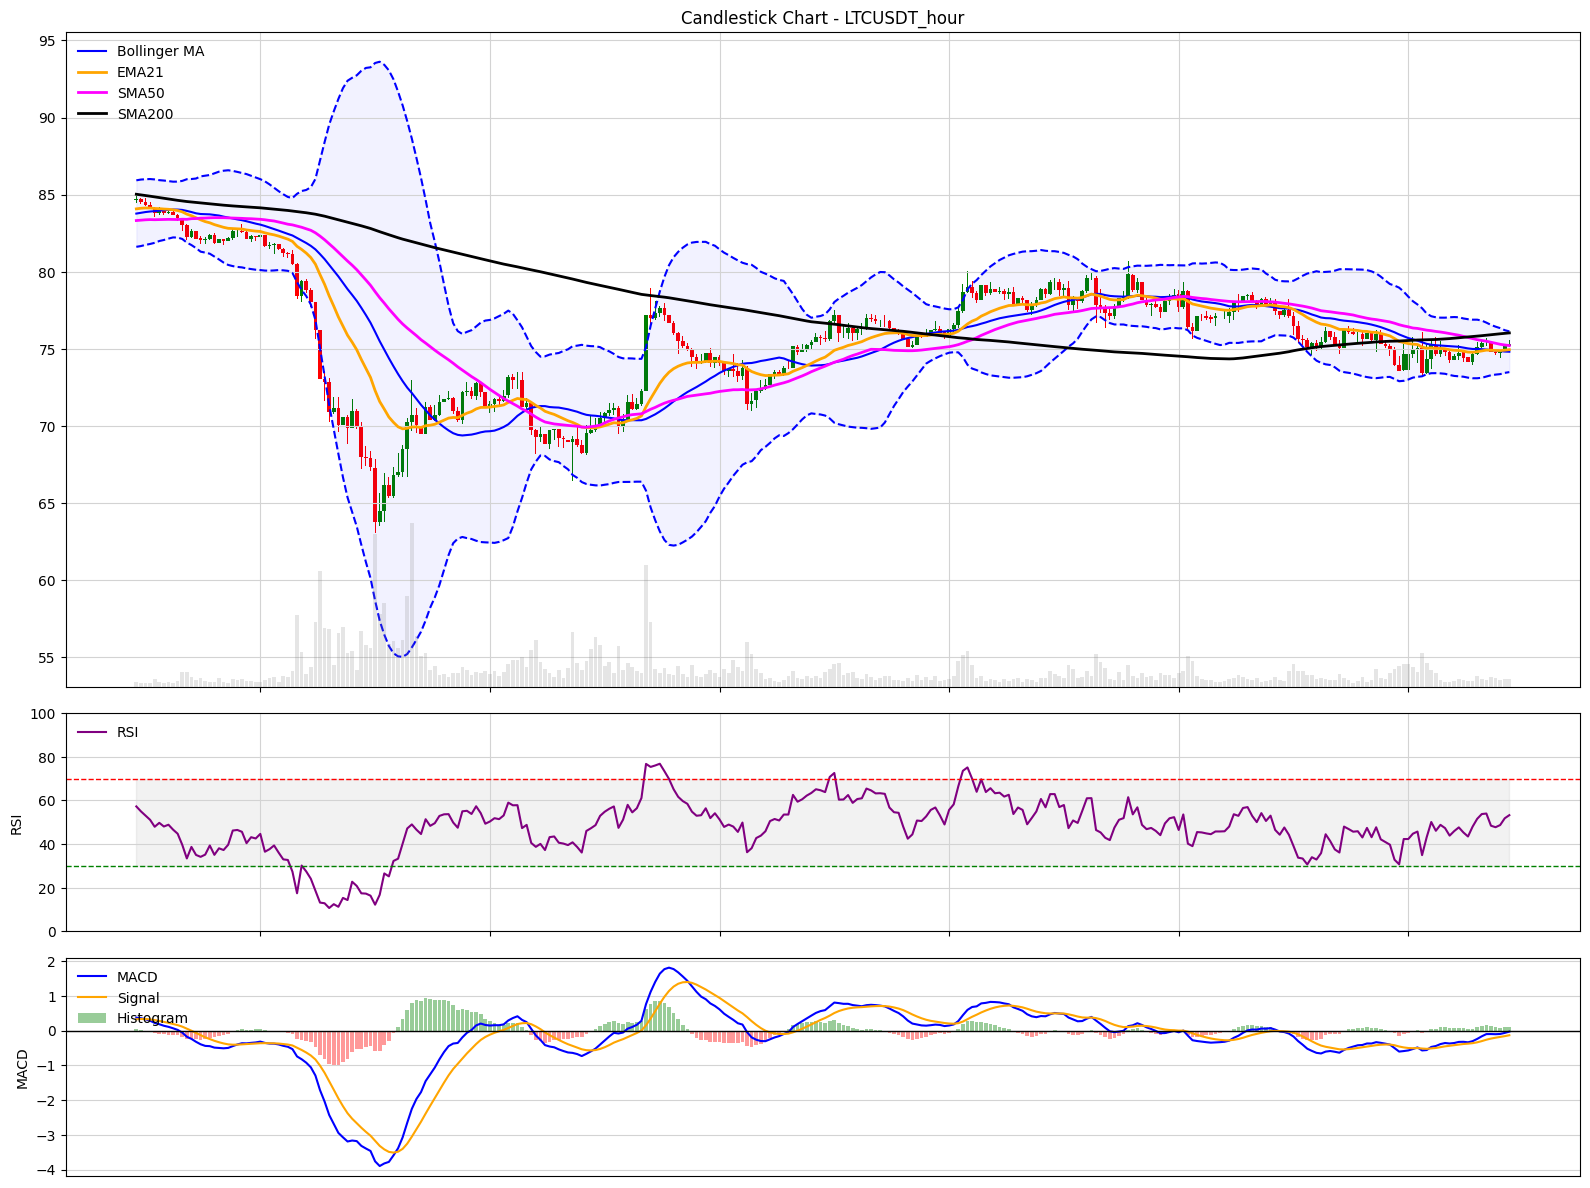 Candlestick Chart - LTCUSDT_hour
95
90
85
80
75
70
65
60
55
Bollinger MA
EMA21
SMA50
SMA200
100
80
60
40
20
0
RSI
RSI
2
1
0
−1
−2
−3
−4
MACD
MACD
Signal
Histogram